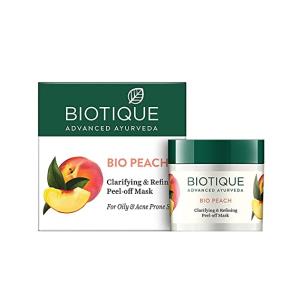 BIOTIQUE
ADVANCED AYURVEDA
BIO PEACH
Clarifying & Refining
Peel-off Mask
For Oily & Acne Prone S
BIOTIQUE
ADVANCED AYURVEDA
BIO PEACH
Clarifying & Refining
Peel-off Mask